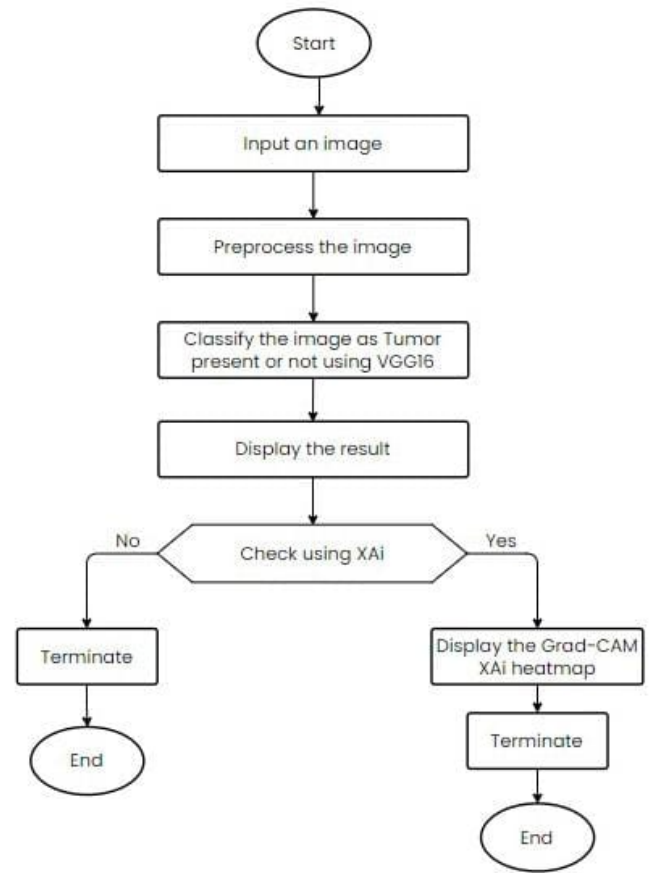 Start
Input an image
Preprocess the image
Classify the image as Tumor
present or not using VGG16
Display the result
No
Check using XAi
Yes
Terminate
Display the Grad-CAM
XAi heatmap
End
Terminate
End